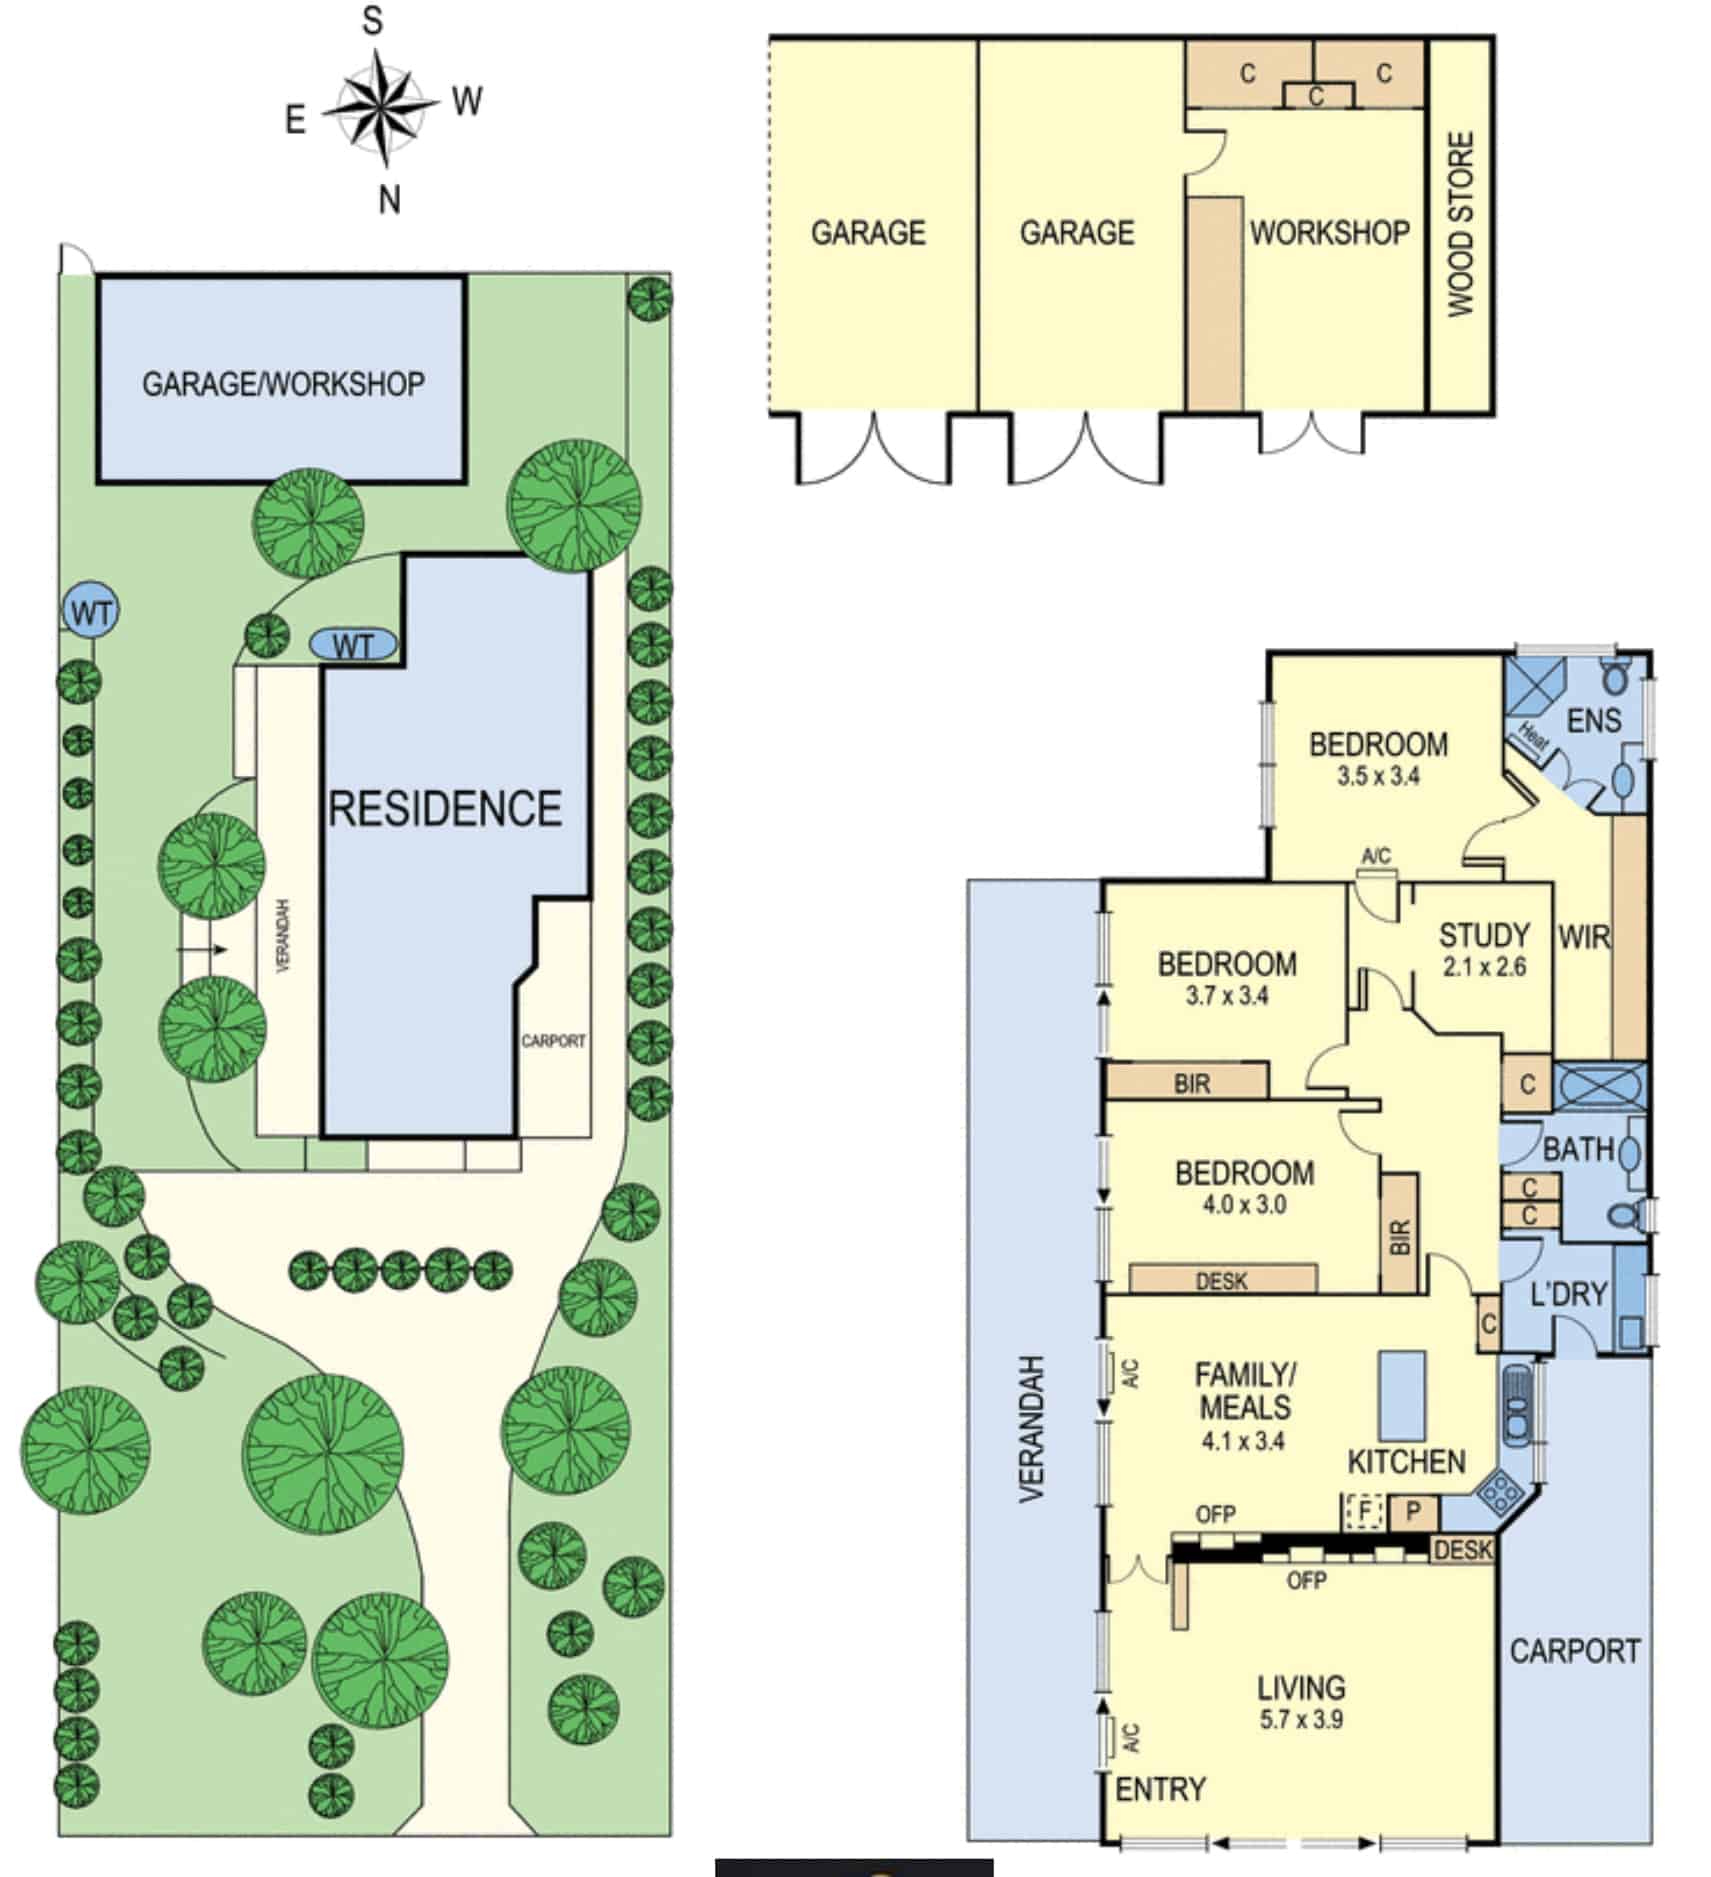 S
E
W
N
GARAGE/WORKSHOP
WT
WT
RESIDENCE
VERANDAH
CARPORT
GARAGE
GARAGE
C
C
C
WORKSHOP
WOOD STORE
BEDROOM
3.5 x 3.4
ENS
Heat
A/C
BEDROOM
3.7 x 3.4
STUDY
2.1 x 2.6
WIR
BIR
C
BEDROOM
4.0 x 3.0
BATH
C
C
BIR
DESK
L'DRY
C
VERANDAH
A/C
FAMILY/
MEALS
4.1 x 3.4
KITCHEN
OFP
F
P
DESK
OFP
CARPORT
LIVING
5.7 x 3.9
A/C
ENTRY